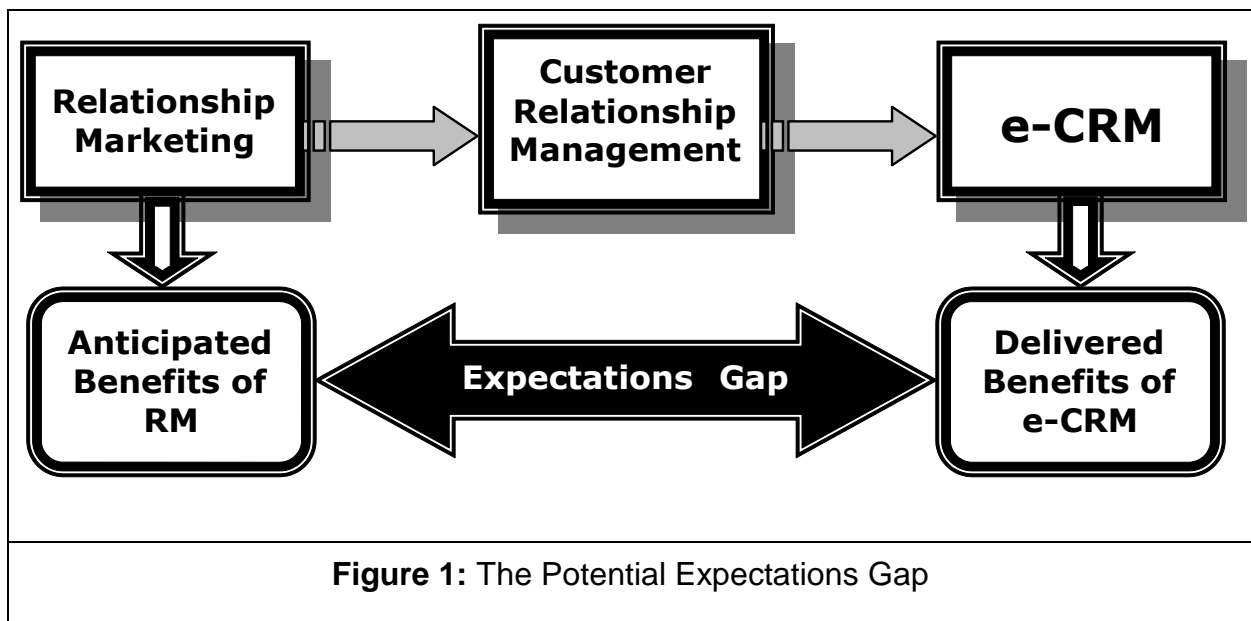 Relationship
Marketing
Customer
Relationship
Management
e-CRM
Anticipated
Benefits of
RM
Expectations Gap
Delivered
Benefits of
e-CRM
Figure 1: The Potential Expectations Gap